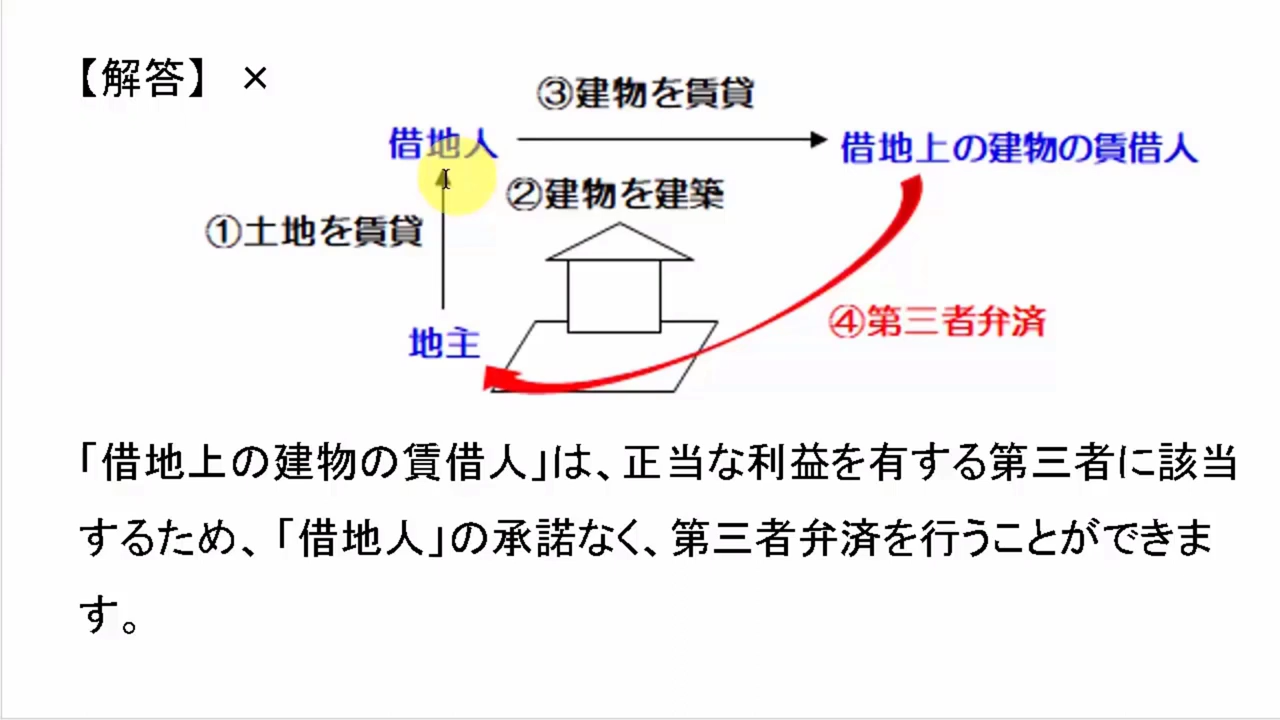 【解答】 ×
③建物を賃貸
借地人
借地上の建物の賃借人
②建物を建築
①土地を賃貸
④第三者弁済
地主
「借地上の建物の賃借人」は、正当な利益を有する第三者に該当
するため、「借地人」の承諾なく、第三者弁済を行うことができま
す。